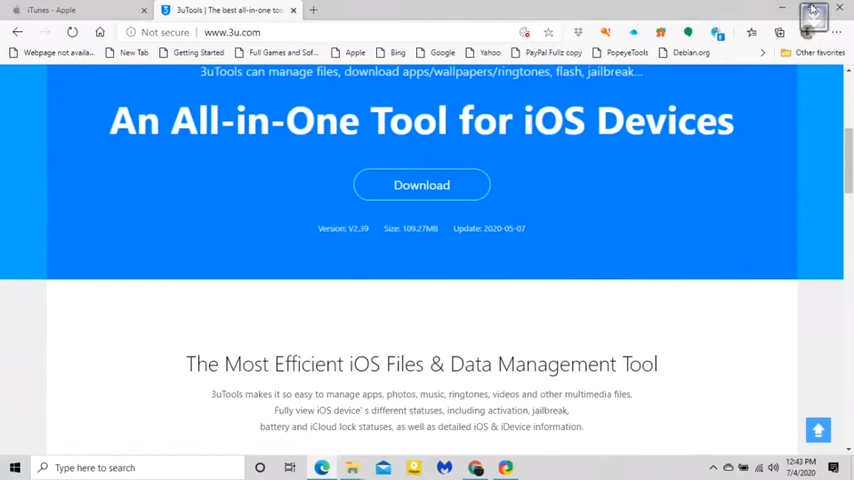 iTunes - Apple
3uTools | The best all-in-one too
Not secure
www.3u.com
Webpage not avai...
New Tab
Getting Started
Full Games and Sof...
Apple
Bing
Google
Yahoo
PayPal Fullz copy
PopeyeTools
Debian.org
Other favorites
3uTools can manage files, download apps/wallpapers/ringtones, flash, jailbreak...
An All-in-One Tool for iOS Devices
Download
Version: V2.39 Size: 109.27MB Update: 2020-05-07
The Most Efficient iOS Files & Data Management Tool
3uTools makes it so easy to manage apps, photos, music, ringtones, videos and other multimedia files.
Fully view iOS device' s different statuses, including activation, jailbreak,
battery and iCloud lock statuses, as well as detailed iOS & iDevice information.
Type here to search
12:43 PM
7/4/2020